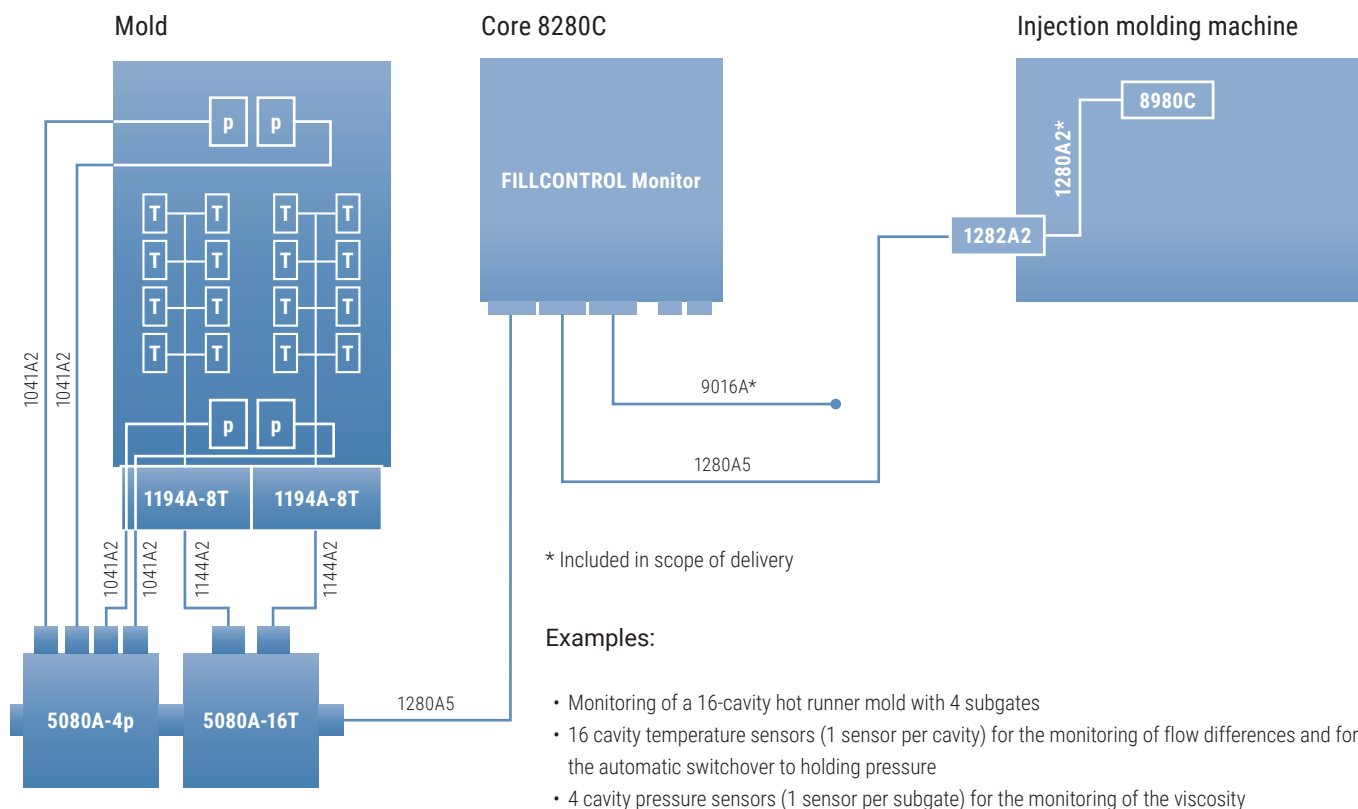 Mold
Core 8280C
Injection molding machine
p p
8980C
1280A2*
FILLCONTROL Monitor
T T T T
1282A2
T T T T
T T T T
T T T T
1041A2
1041A2
9016A*
p p
1280A5
1194A-8T 1194A-8T
1041A2
1041A2
1144A2
1144A2
* Included in scope of delivery
Examples:
5080A-4p
5080A-16T
1280A5
• Monitoring of a 16-cavity hot runner mold with 4 subgates
• 16 cavity temperature sensors (1 sensor per cavity) for the monitoring of flow differences and for
the automatic switchover to holding pressure
• 4 cavity pressure sensors (1 sensor per subgate) for the monitoring of the viscosity